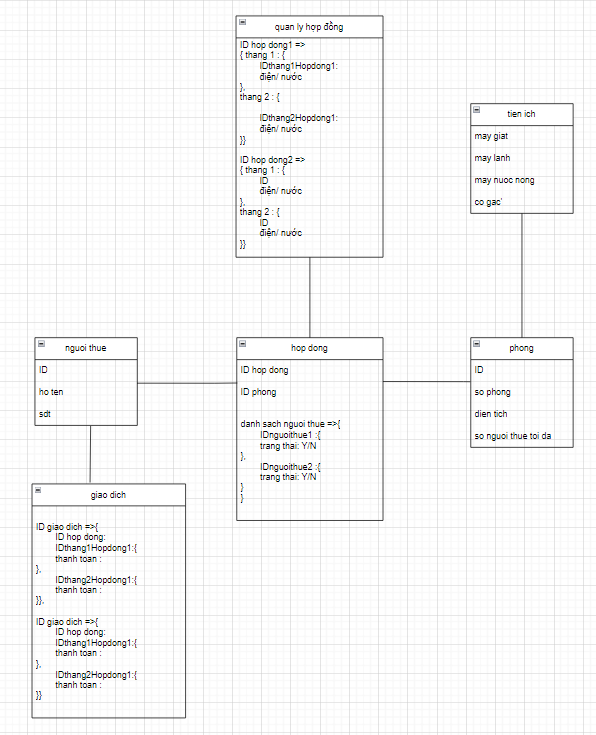 quan ly hợp đồng
ID hop dong1 =>
{ thang 1 : {
IDthang1Hopdong1:
điện/ nước
},
thang 2 : {
IDthang2Hopdong1:
điện/ nước
}}
ID hop dong2 =>
{ thang 1 : {
ID
điện/ nước
},
thang 2 : {
ID
điện/ nước
}}
tien ich
may giat
may lanh
may nuoc nong
co gac'
nguoi thue
ID
ho ten
sdt
hop dong
ID hop dong
ID phong
danh sach nguoi thue =>{
IDnguoithue1 :{
trang thai: Y/N
},
IDnguoithue2 :{
trang thai: Y/N
}
}
phong
ID
so phong
dien tich
so nguoi thue toi da
giao dich
ID giao dich =>{
ID hop dong:
IDthang1Hopdong1:{
thanh toan :
},
IDthang2Hopdong1:{
thanh toan :
}},
ID giao dich =>{
ID hop dong:
IDthang1Hopdong1:{
thanh toan :
},
IDthang2Hopdong1:{
thanh toan :
}}